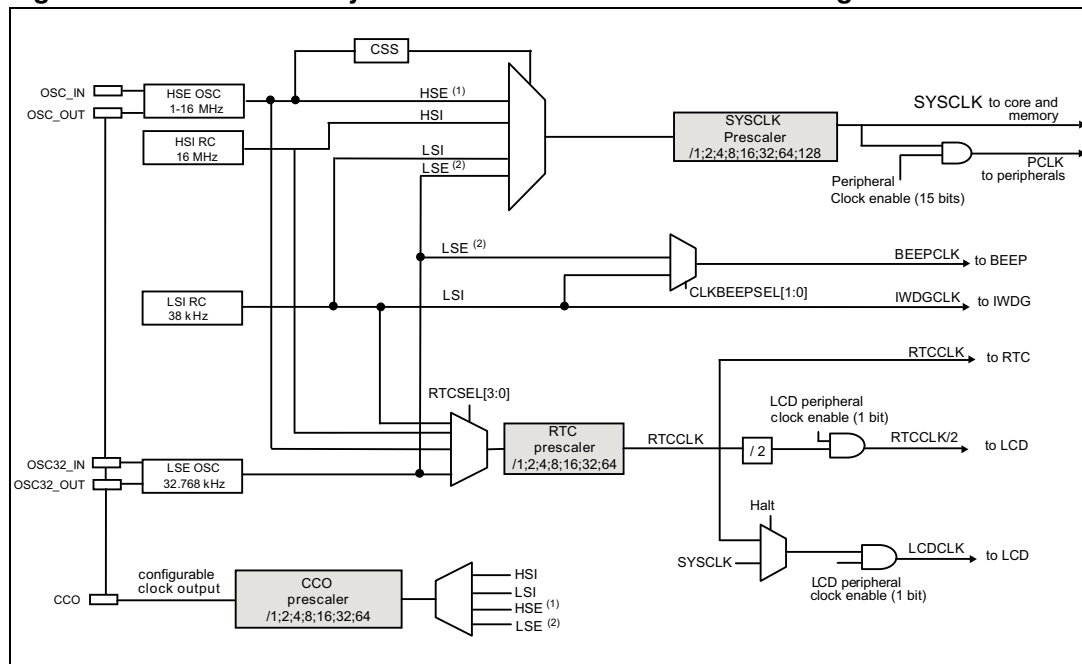 CSS
OSC_IN
OSC_OUT
HSE OSC
1-16 MHz
HSE (1)
HSI RC
16 MHz
HSI
LSI
LSE (2)
SYSCLK
Prescaler
/1;2;4;8;16;32;64;128
SYSCLK to core and
memory
PCLK
to peripherals
Peripheral
Clock enable (15 bits)
LSE (2)
BEEPCLK
to BEEP
CLKBEEPSEL[1:0]
LSI RC
38 kHz
LSI
IWDGCLK
to IWDG
RTCCLK
to RTC
RTCSEL[3:0]
LCD peripheral
clock enable (1 bit)
RTC
prescaler
/1;2;4;8;16;32;64
RTCCLK
/ 2
RTCCLK/2
to LCD
OSC32_IN
OSC32_OUT
LSE OSC
32.768 kHz
Halt
SYSCLK
LCDCLK
to LCD
LCD peripheral
clock enable (1 bit)
CCO
configurable
clock output
CCO
prescaler
/1;2;4;8;16;32;64
HSI
LSI
HSE (1)
LSE (2)